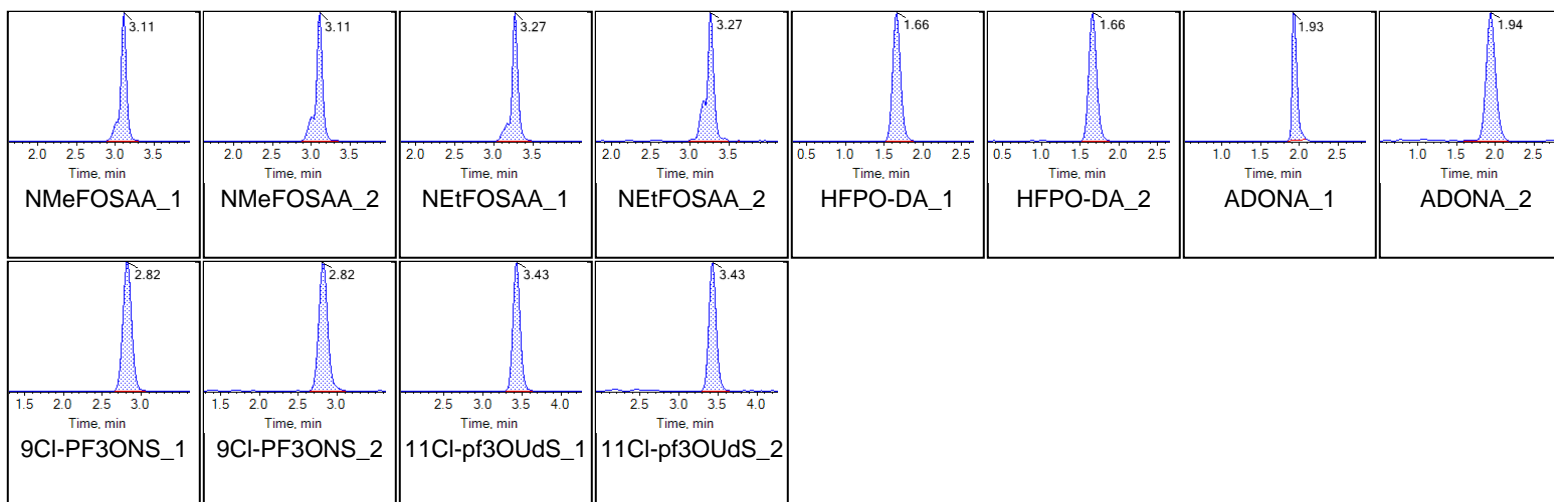 3.11
3.11
3.27
3.27
1.66
1.66
1.93
1.94
2.0 2.5 3.0 3.5
2.0 2.5 3.0 3.5
2.0 2.5 3.0 3.5
2.0 2.5 3.0 3.5
0.5 1.0 1.5 2.0 2.5
0.5 1.0 1.5 2.0 2.5
1.0 1.5 2.0 2.5
1.0 1.5 2.0 2.5
Time, min
Time, min
Time, min
Time, min
Time, min
Time, min
Time, min
Time, min
NMeFOSAA_1
NMeFOSAA_2
NEtFOSAA_1
NEtFOSAA_2
HFPO-DA_1
HFPO-DA_2
ADONA_1
ADONA_2
2.82
2.82
3.43
3.43
1.5 2.0 2.5 3.0
1.5 2.0 2.5 3.0
2.5 3.0 3.5 4.0
2.5 3.0 3.5 4.0
Time, min
Time, min
Time, min
Time, min
9Cl-PF3ONS_1
9Cl-PF3ONS_2
11Cl-pf3OUdS_1
11Cl-pf3OUdS_2